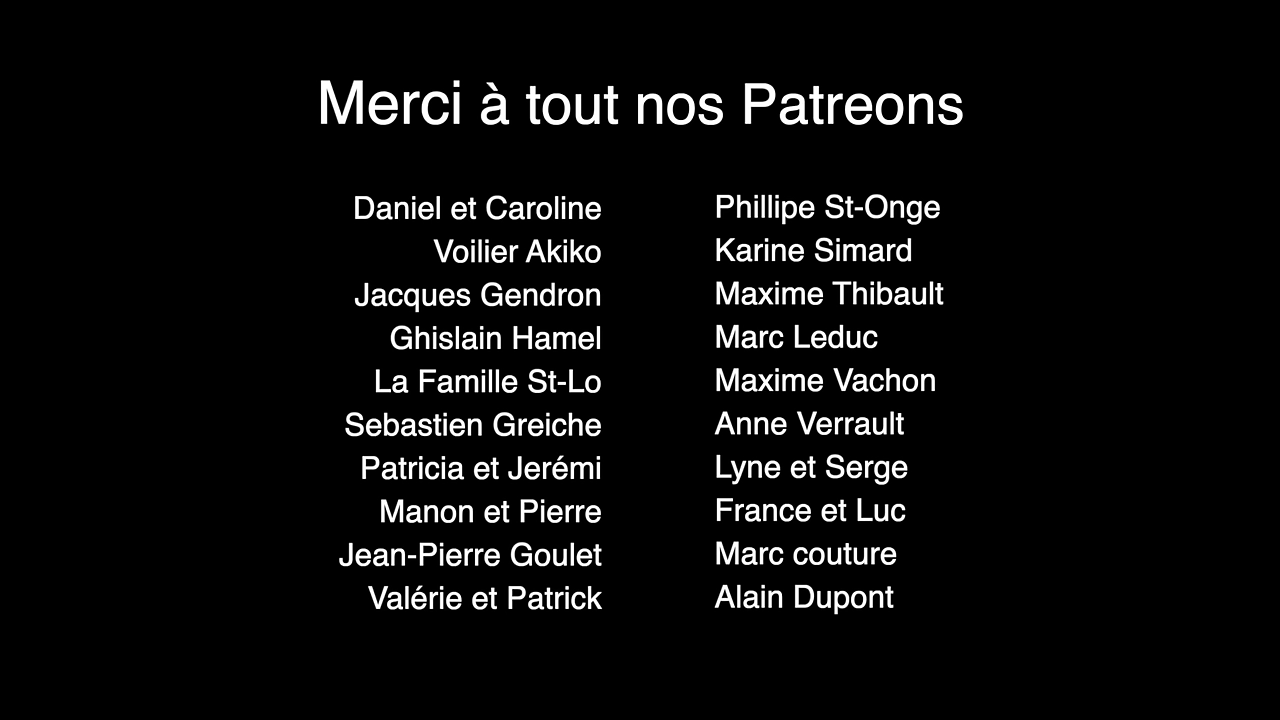 Merci à tout nos Patreons
Daniel et Caroline
Voilier Akiko
Jacques Gendron
Ghislain Hamel
La Famille St-Lo
Sebastien Greiche
Patricia et Jerémi
Manon et Pierre
Jean-Pierre Goulet
Valérie et Patrick
Phillipe St-Onge
Karine Simard
Maxime Thibault
Marc Leduc
Maxime Vachon
Anne Verrault
Lyne et Serge
France et Luc
Marc couture
Alain Dupont